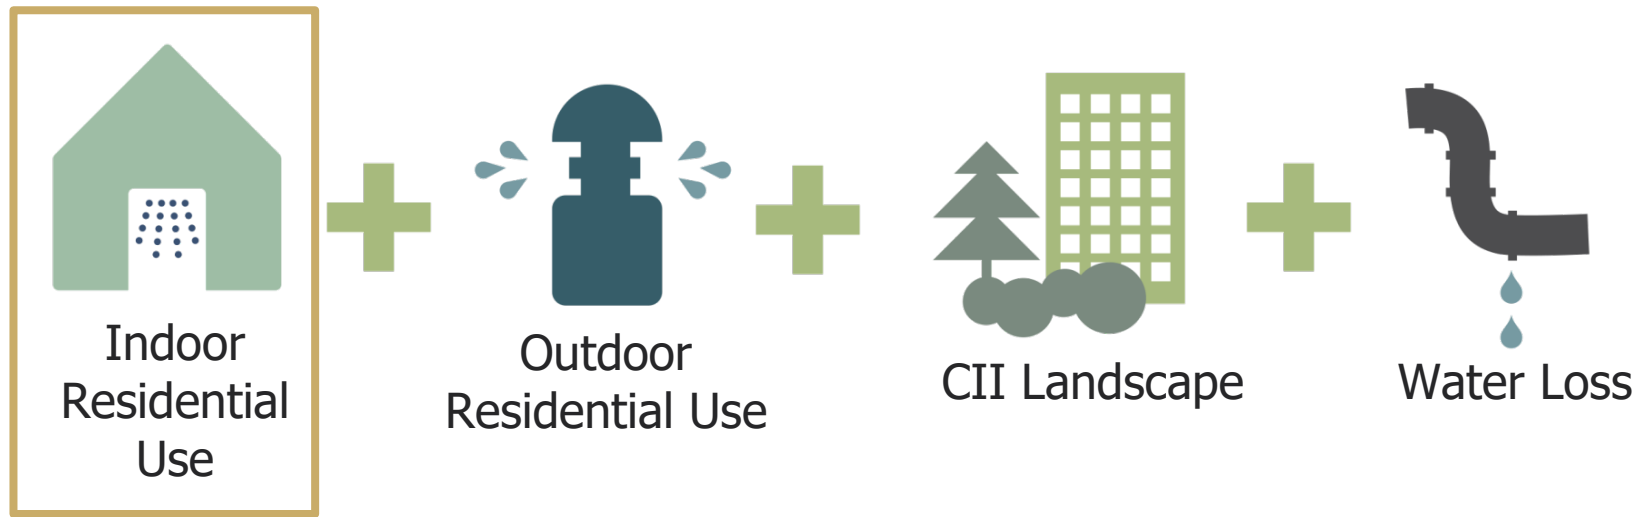 Indoor
Residential
Use
Outdoor
Residential Use
CII Landscape
Water Loss